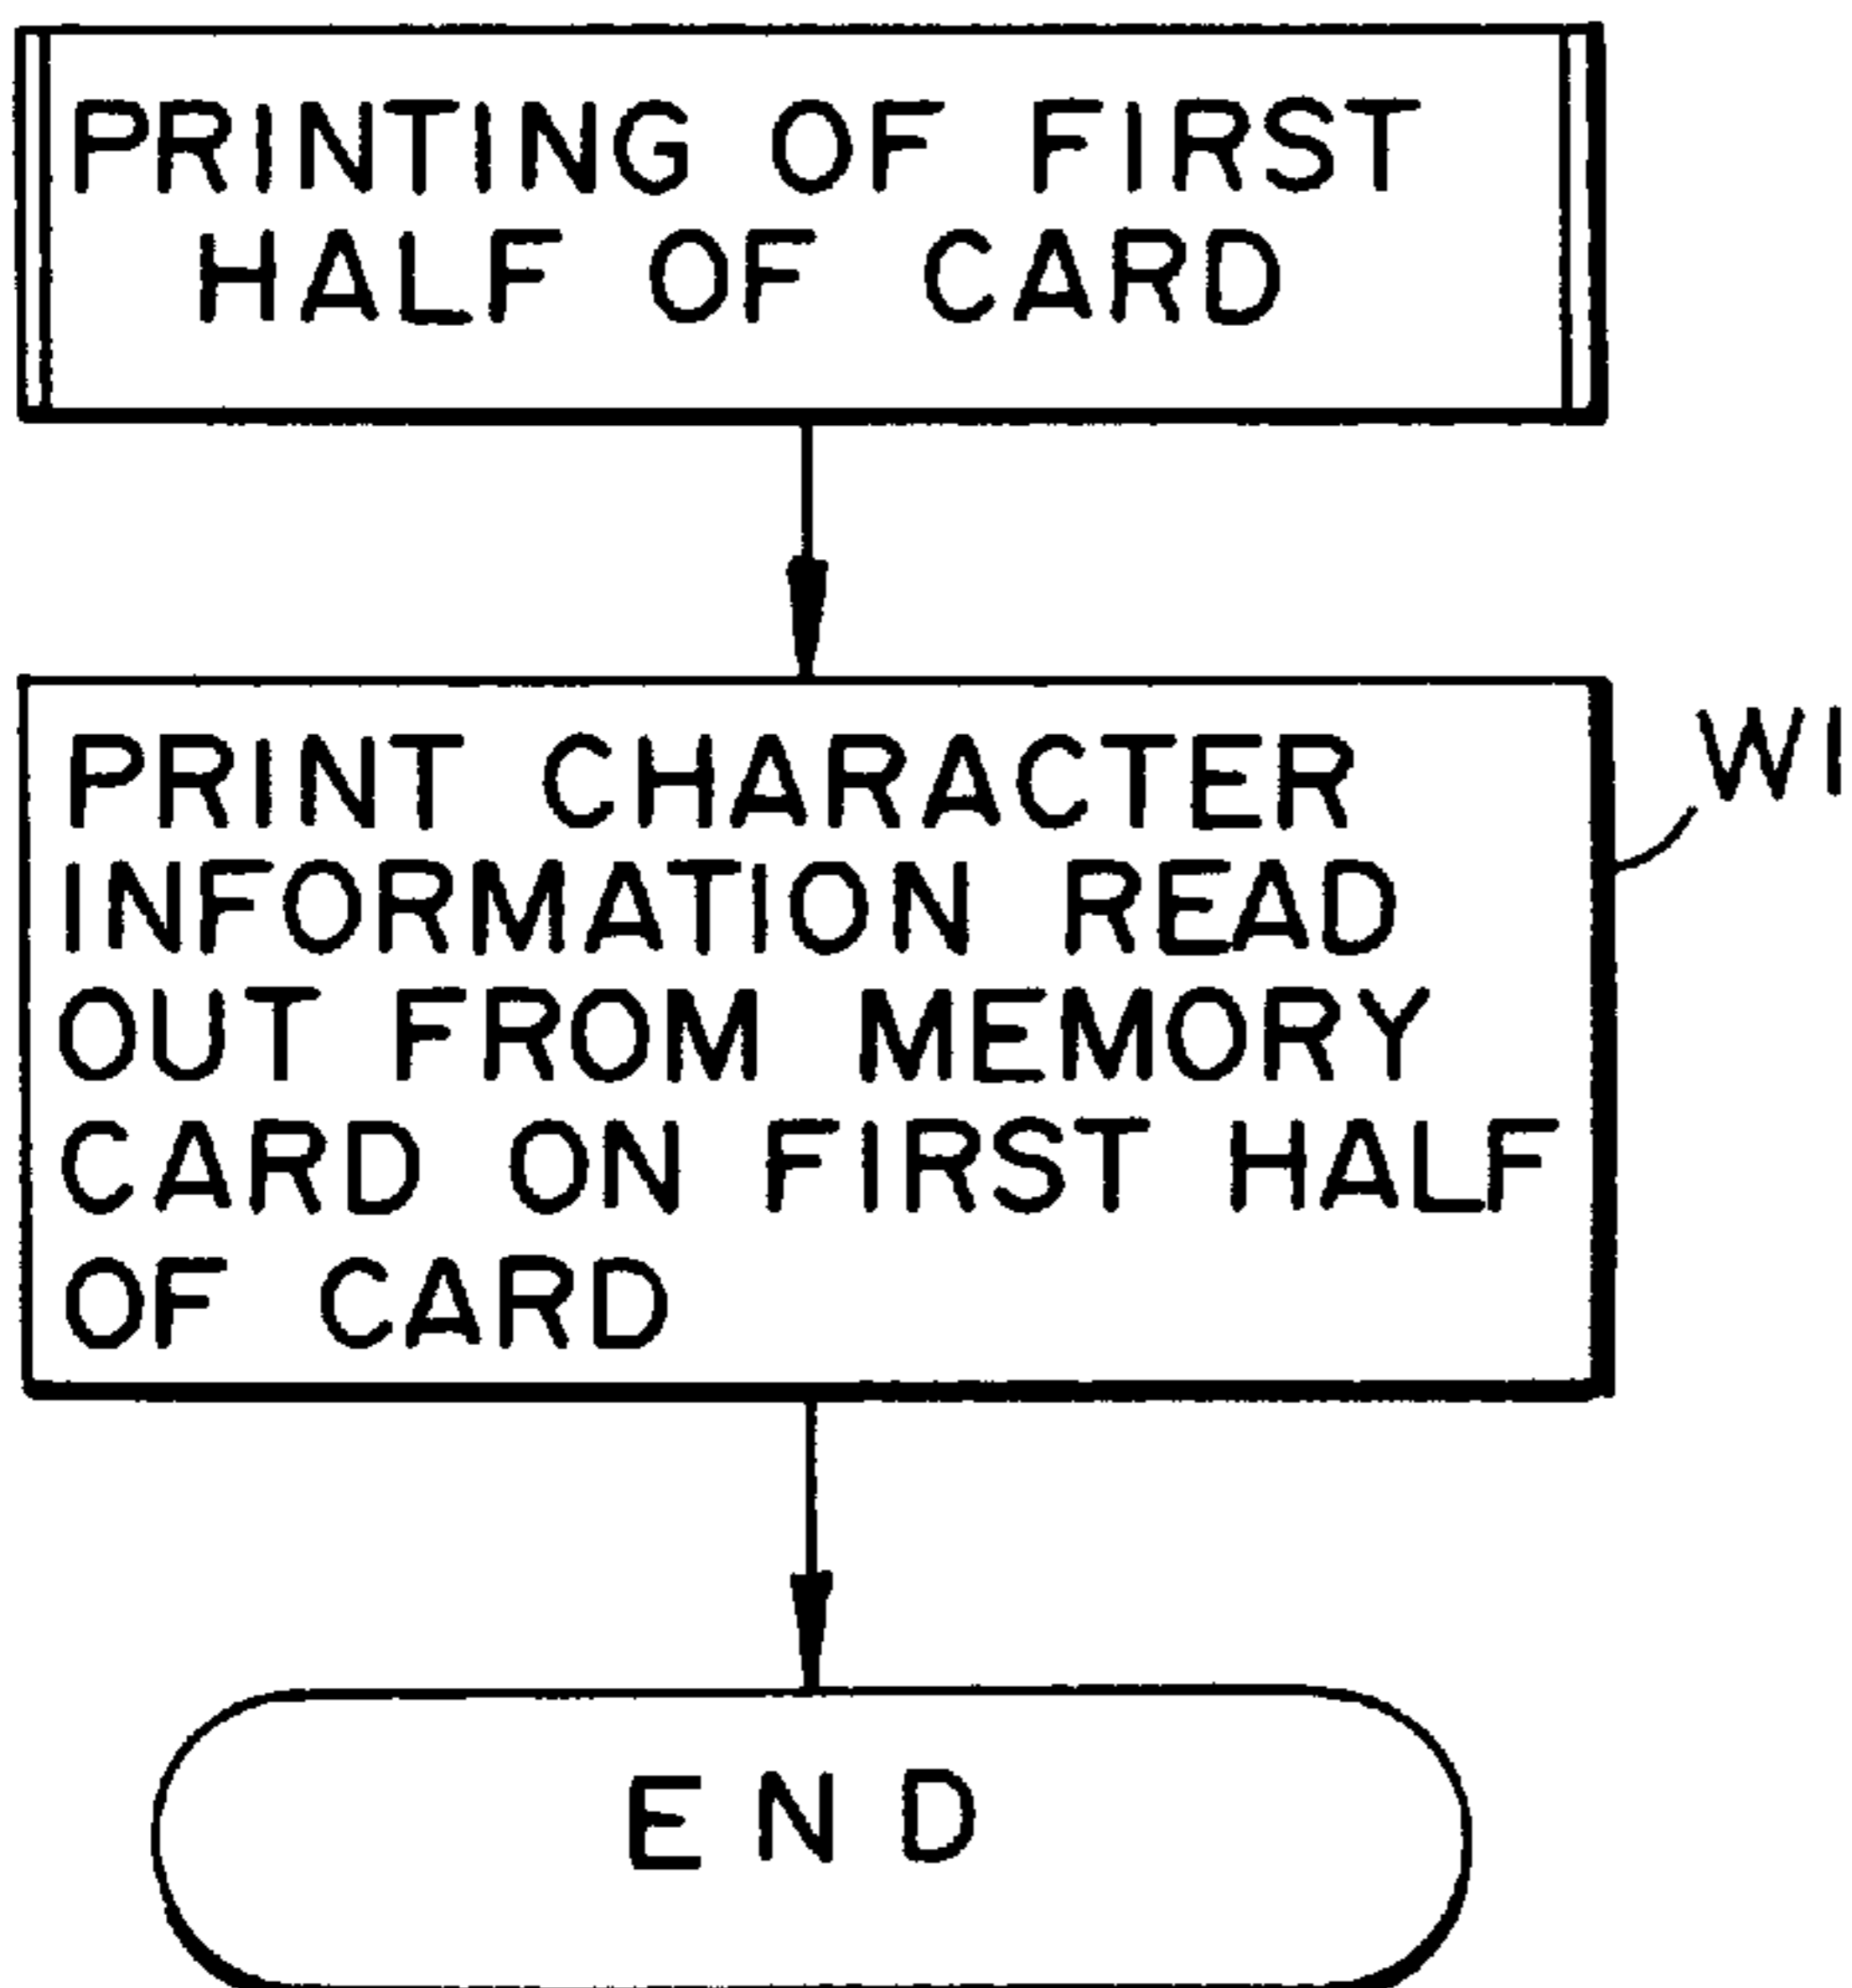 PRINTING OF FIRST
HALF OF CARD
PRINT CHARACTER
INFORMATION READ
OUT FROM MEMORY
CARD ON FIRST HALF
OF CARD
W1
END